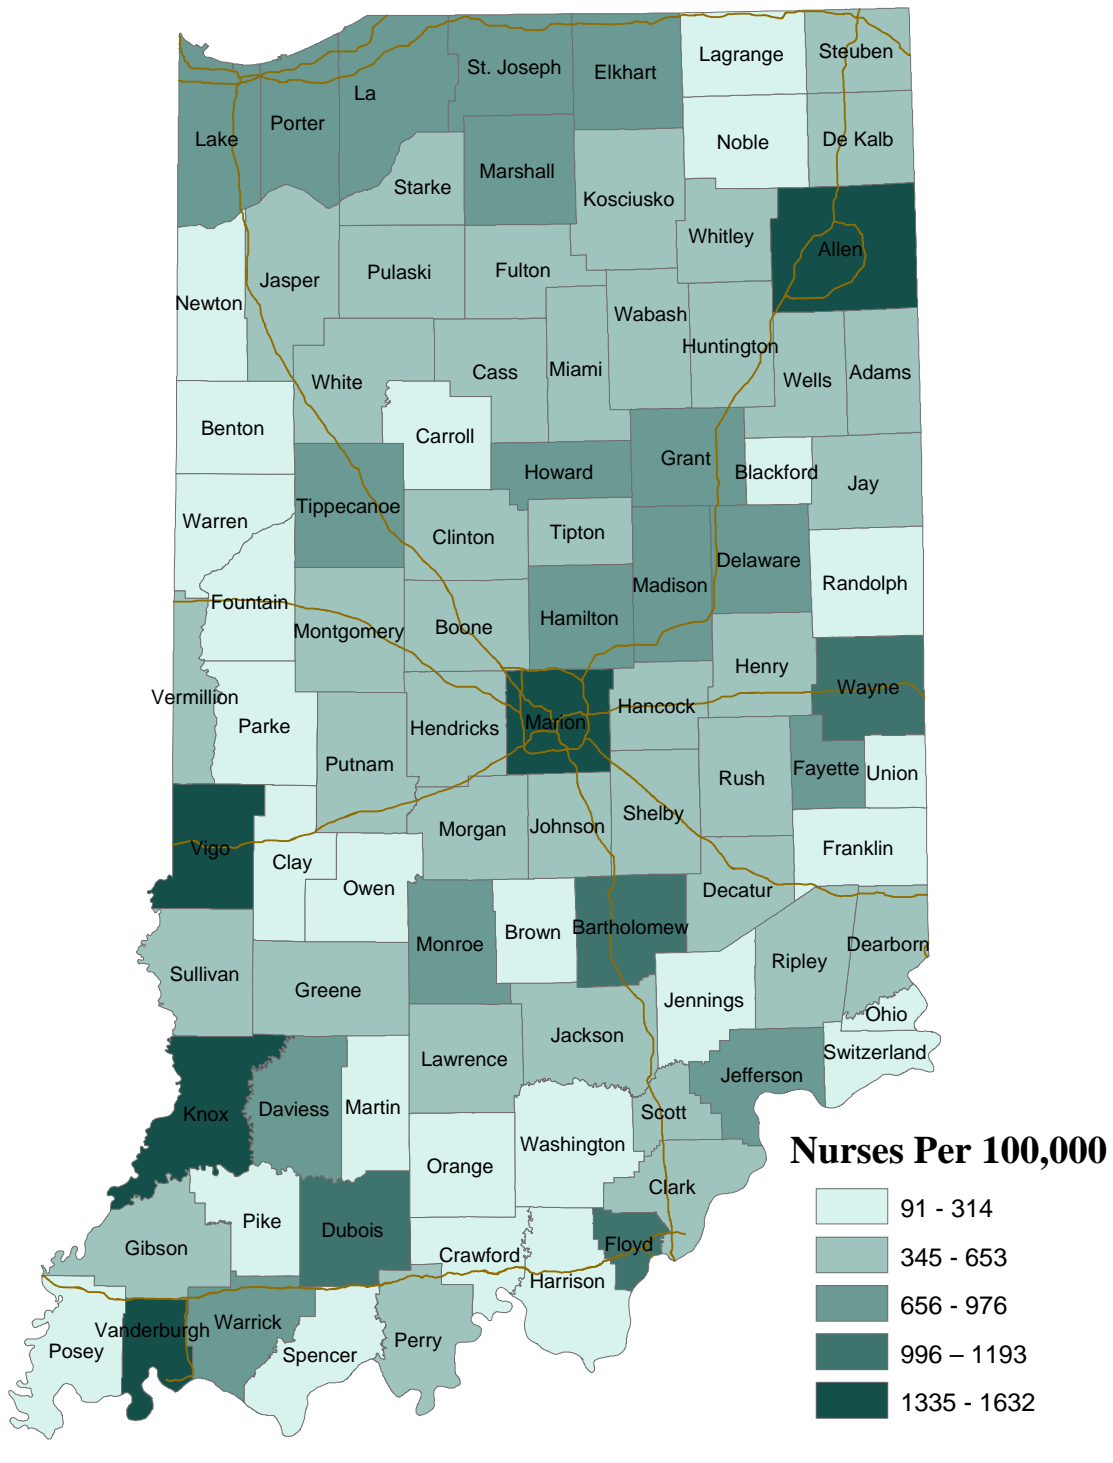 Lagrange
Steuben
St. Joseph
Elkhart
La
Porter
Lake
Noble
De Kalb
Marshall
Starke
Kosciusko
Whitley
Allen
Jasper
Pulaski
Fulton
Newton
Wabash
Huntington
White
Cass
Miami
Wells
Adams
Benton
Carroll
Howard
Grant
Blackford
Jay
Tippecanoe
Warren
Clinton
Tipton
Delaware
Madison
Randolph
Fountain
Montgomery
Boone
Hamilton
Henry
Wayne
Vermillion
Parke
Hendricks
Marion
Hancock
Putnam
Rush
Fayette
Union
Morgan
Johnson
Shelby
Vigo
Clay
Owen
Franklin
Decatur
Monroe
Brown
Bartholomew
Dearborn
Sullivan
Greene
Ripley
Jennings
Ohio
Jackson
Switzerland
Lawrence
Jefferson
Knox
Daviess
Martin
Scott
Washington
Orange
Clark
Pike
Dubois
Gibson
Crawford
Floyd
Harrison
Vanderburgh
Warrick
Posey
Spencer
Perry
Nurses Per 100,000
91 - 314
345 - 653
656 - 976
996 – 1193
1335 - 1632